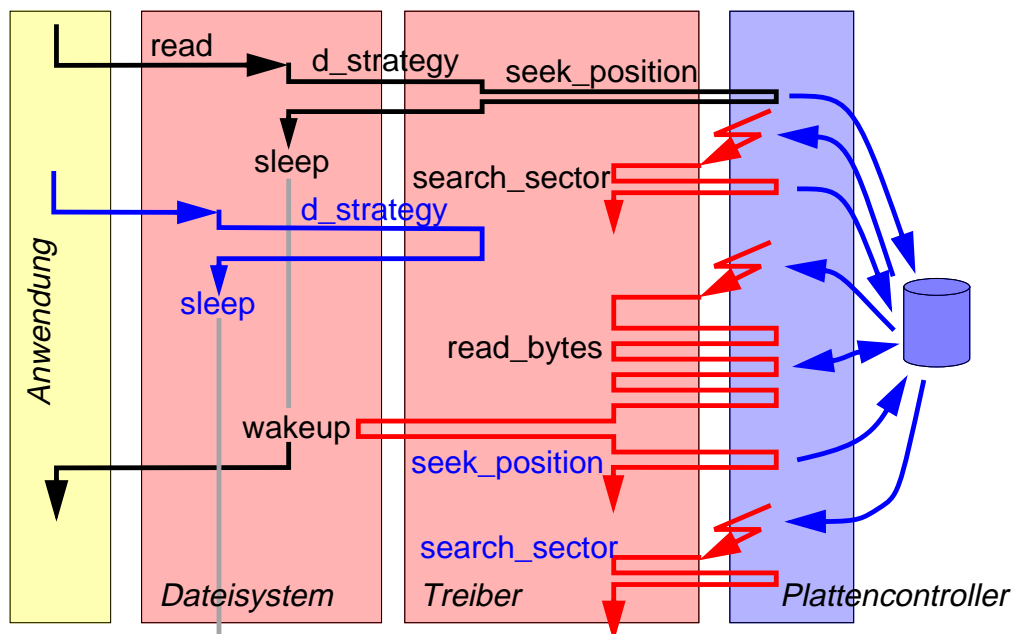 read
d_strategy
seek_position
sleep
search_sector
d_strategy
sleep
Anwendung
read_bytes
wakeup
seek_position
search_sector
Dateisystem
Treiber
Plattencontroller